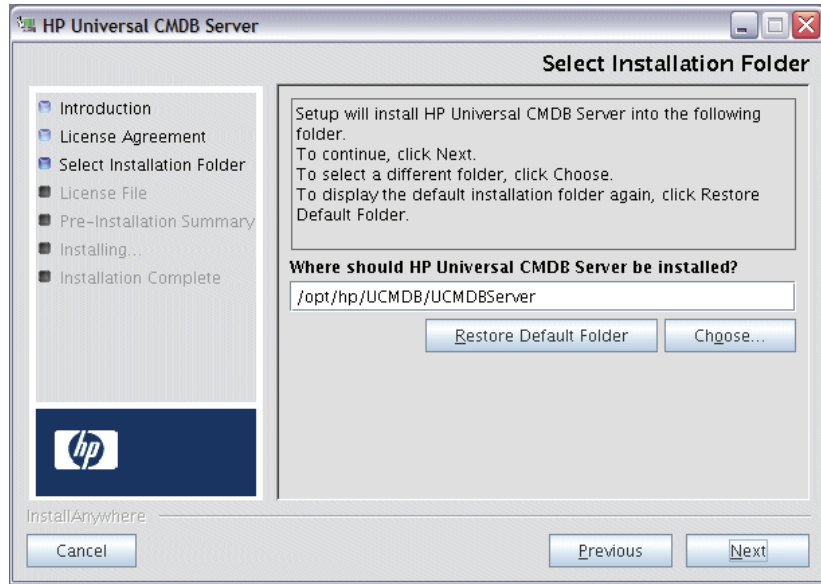 HP Universal CMDB Server
Select Installation Folder
Introduction
License Agreement
Select Installation Folder
License File
Pre-Installation Summary
Installing...
Installation Complete
Setup will install HP Universal CMDB Server into the following
folder.
To continue, click Next.
To select a different folder, click Choose.
To display the default installation folder again, click Restore
Default Folder.
Where should HP Universal CMDB Server be installed?
/opt/hp/UCMDB/UCMDBServer
Restore Default Folder
Choose...
hp
InstallAnywhere
Cancel
Previous
Next